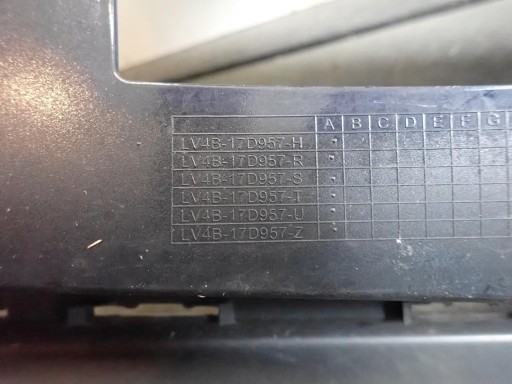 A B C D E F G
LV4B-17D957-H
LV4B-17D957-R
LV4B-17D957-S
LV4B-17D957-T
LV4B-17D957-U
LV4B-17D957-Z